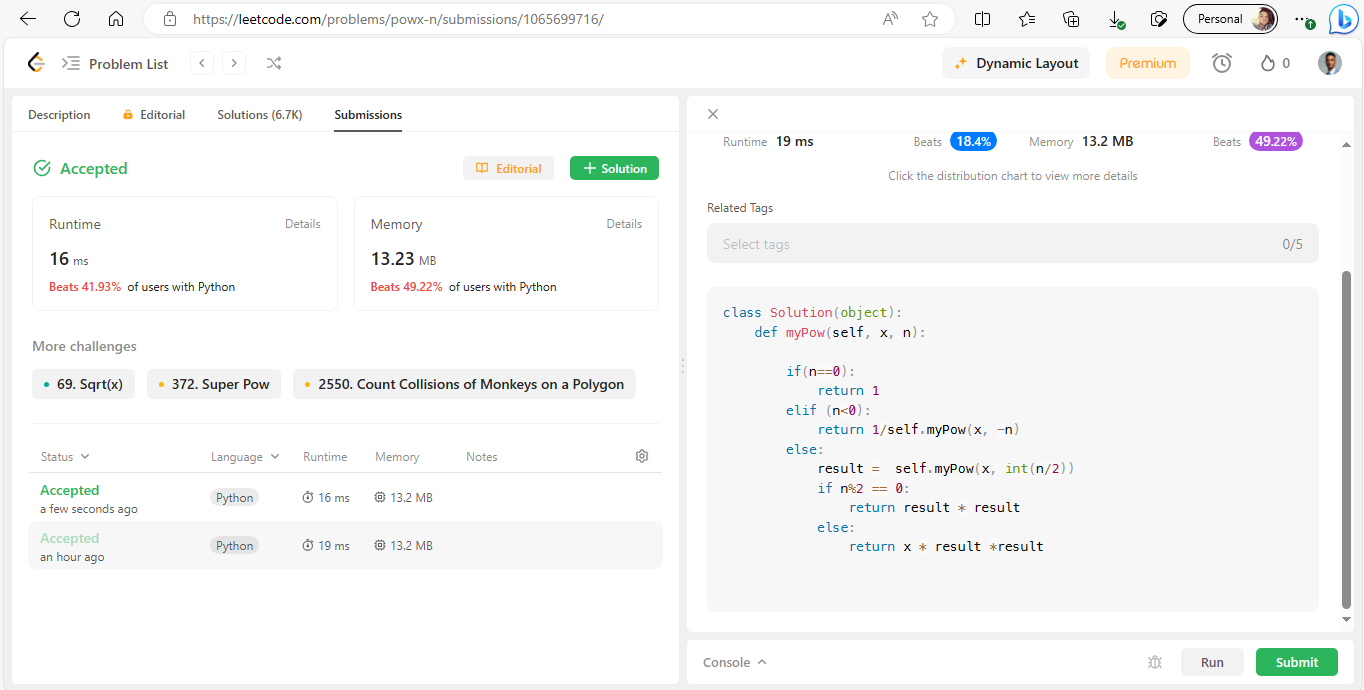 https://leetcode.com/problems/powx-n/submissions/1065699716/
Personal
Problem List
Dynamic Layout
Premium
0
Description
Editorial
Solutions (6.7K)
Submissions
Accepted
Editorial
Solution
Runtime
Details
16 ms
Beats 41.93% of users with Python
Memory
Details
13.23 MB
Beats 49.22% of users with Python
More challenges
69. Sqrt(x)
372. Super Pow
2550. Count Collisions of Monkeys on a Polygon
Status Language Runtime Memory Notes
Accepted
a few seconds ago
Python 16 ms 13.2 MB
Accepted
an hour ago
Python 19 ms 13.2 MB
Runtime 19 ms Beats 18.4% Memory 13.2 MB Beats 49.22%
Click the distribution chart to view more details
Related Tags
Select tags 0/5
class Solution(object):
    def myPow(self, x, n):
        if(n==0):
            return 1
        elif (n<0):
            return 1/self.myPow(x, -n)
        else:
            result =  self.myPow(x, int(n/2))
            if n%2 == 0:
                return result * result
            else:
                return x * result *result
Console
Run
Submit